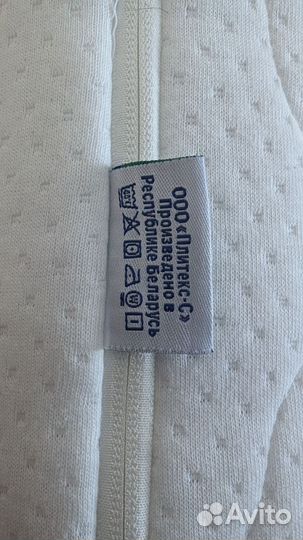 ООО «Плитекс-С»
Произведено в
Республике Беларусь
Avito